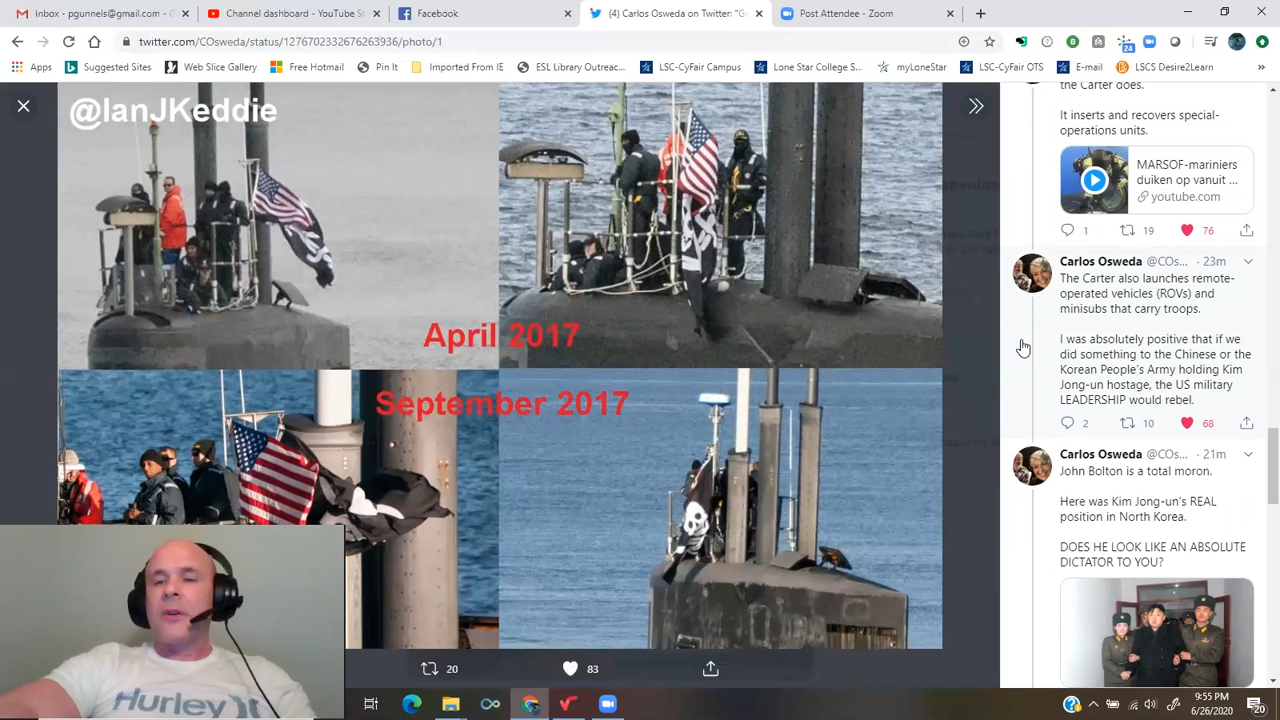 Inbox - pgunnels@gmail.com - G
Channel dashboard - YouTube St
Facebook
(4) Carlos Osweda on Twitter: "Ge
Post Attendee - Zoom
twitter.com/COsweda/status/1276702332676263936/photo/1
24
Apps
Suggested Sites
Web Slice Gallery
Free Hotmail
Pin It
Imported From IE
ESL Library Outreac...
LSC-CyFair Campus
Lone Star College S...
myLoneStar
LSC-CyFair OTS
E-mail
LSCS Desire2Learn
»
@IanJKeddie
April 2017
September 2017
20
83
Hurley
the Carter does.
It inserts and recovers special-
operations units.
MARSOF-mariniers
duiken op vanuit ...
youtube.com
1
19
76
Carlos Osweda @COs... · 23m
The Carter also launches remote-
operated vehicles (ROVs) and
minisubs that carry troops.
I was absolutely positive that if we
did something to the Chinese or the
Korean People's Army holding Kim
Jong-un hostage, the US military
LEADERSHIP would rebel.
2
10
68
Carlos Osweda @COs... · 21m
John Bolton is a total moron.
Here was Kim Jong-un's REAL
position in North Korea.
DOES HE LOOK LIKE AN ABSOLUTE
DICTATOR TO YOU?
9:55 PM
6/26/2020
20